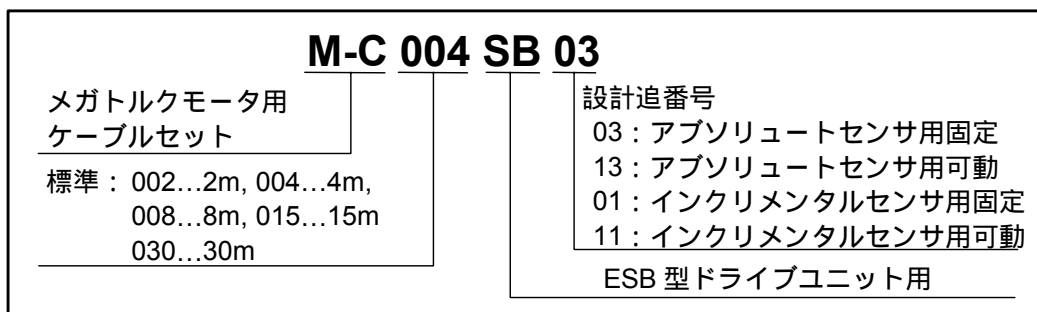 M-C 004 SB 03
メガトルクモータ用
ケーブルセット
標準：002…2m, 004…4m,
008…8m, 015…15m
030…30m
設計追番号
03：アブソリュートセンサ用固定
13：アブソリュートセンサ用可動
01：インクリメンタルセンサ用固定
11：インクリメンタルセンサ用可動
ESB 型ドライブユニット用